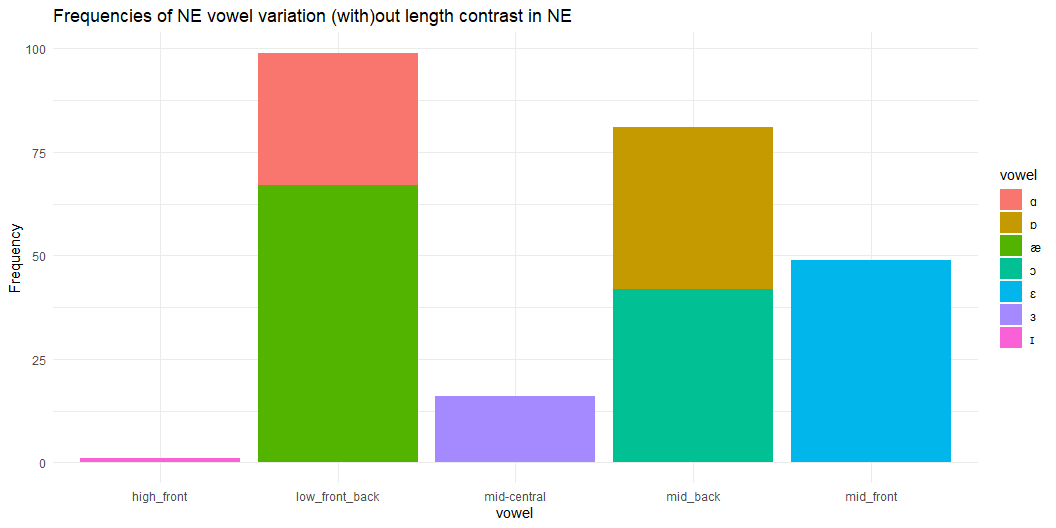 Frequencies of NE vowel variation (with)out length contrast in NE
100
75
50
25
0
Frequency
high_front
low_front_back
mid-central
mid_back
mid_front
vowel
vowel
ɑ
ɒ
æ
ɔ
ɛ
ɜ
ɪ